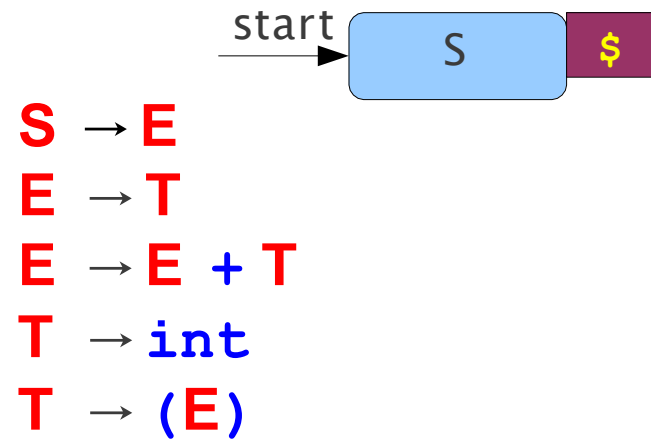 start
S $
S → E
E → T
E → E + T
T → int
T → (E)